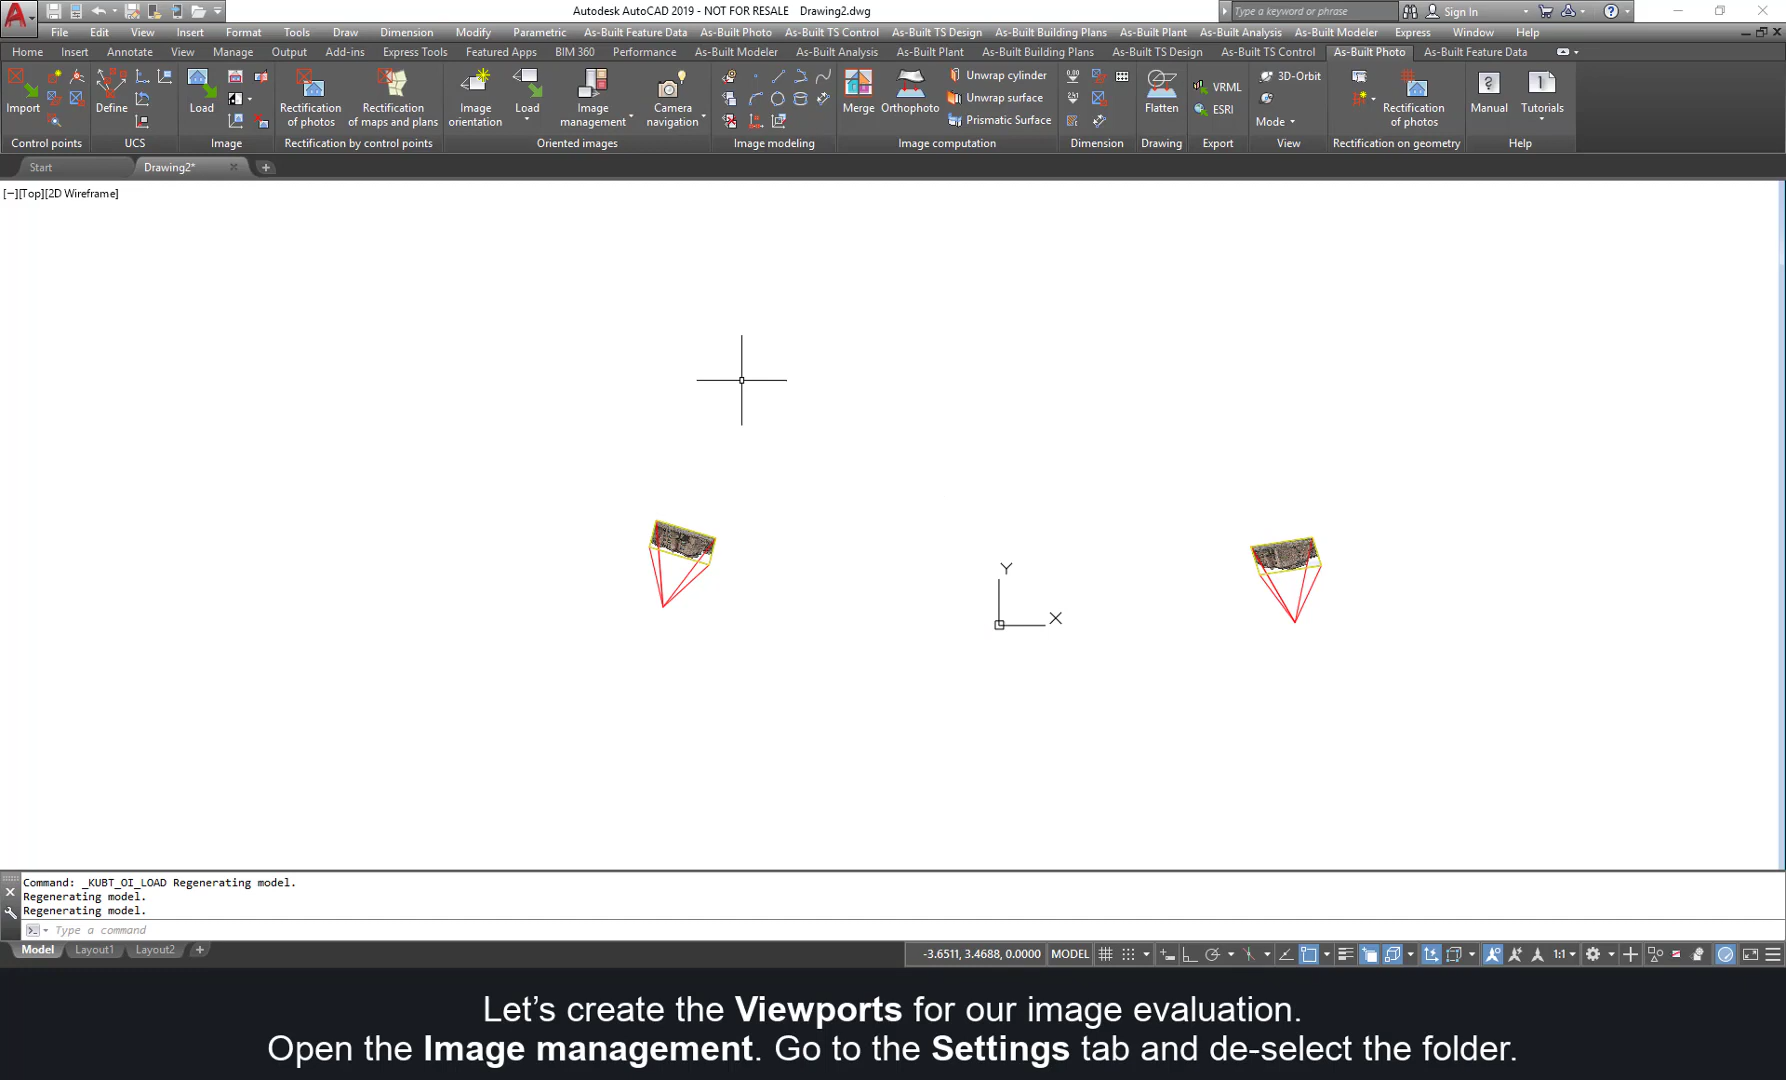 Autodesk AutoCAD 2019 - NOT FOR RESALE Drawing2.dwg
Type a keyword or phrase
Sign In
File Edit View Insert Format Tools Draw Dimension Modify Parametric As-Built Feature Data As-Built Photo As-Built TS Control As-Built TS Design As-Built Building Plans As-Built Plant As-Built Analysis As-Built Modeler Express Window Help
Home Insert Annotate View Manage Output Add-ins Express Tools Featured Apps BIM 360 Performance As-Built Modeler As-Built Analysis As-Built Plant As-Built Building Plans As-Built TS Design As-Built TS Control As-Built Photo As-Built Feature Data
Import
Define
Load
Rectification of photos
Rectification of maps and plans
Image orientation
Load
Image management
Camera navigation
Merge
Orthophoto
Unwrap cylinder
Unwrap surface
Prismatic Surface
Flatten
VRML
ESRI
3D-Orbit
Mode
Rectification of photos
Manual
Tutorials
Control points UCS Image Rectification by control points Oriented images Image modeling Image computation Dimension Drawing Export View Rectification on geometry Help
Start Drawing2*
[−][Top][2D Wireframe]
Y
X
Command: _KUBT_OI_LOAD Regenerating model.
Regenerating model.
Regenerating model.
Type a command
Model Layout1 Layout2
-3.6511, 3.4688, 0.0000 MODEL 1:1
Let’s create the Viewports for our image evaluation.
Open the Image management. Go to the Settings tab and de-select the folder.